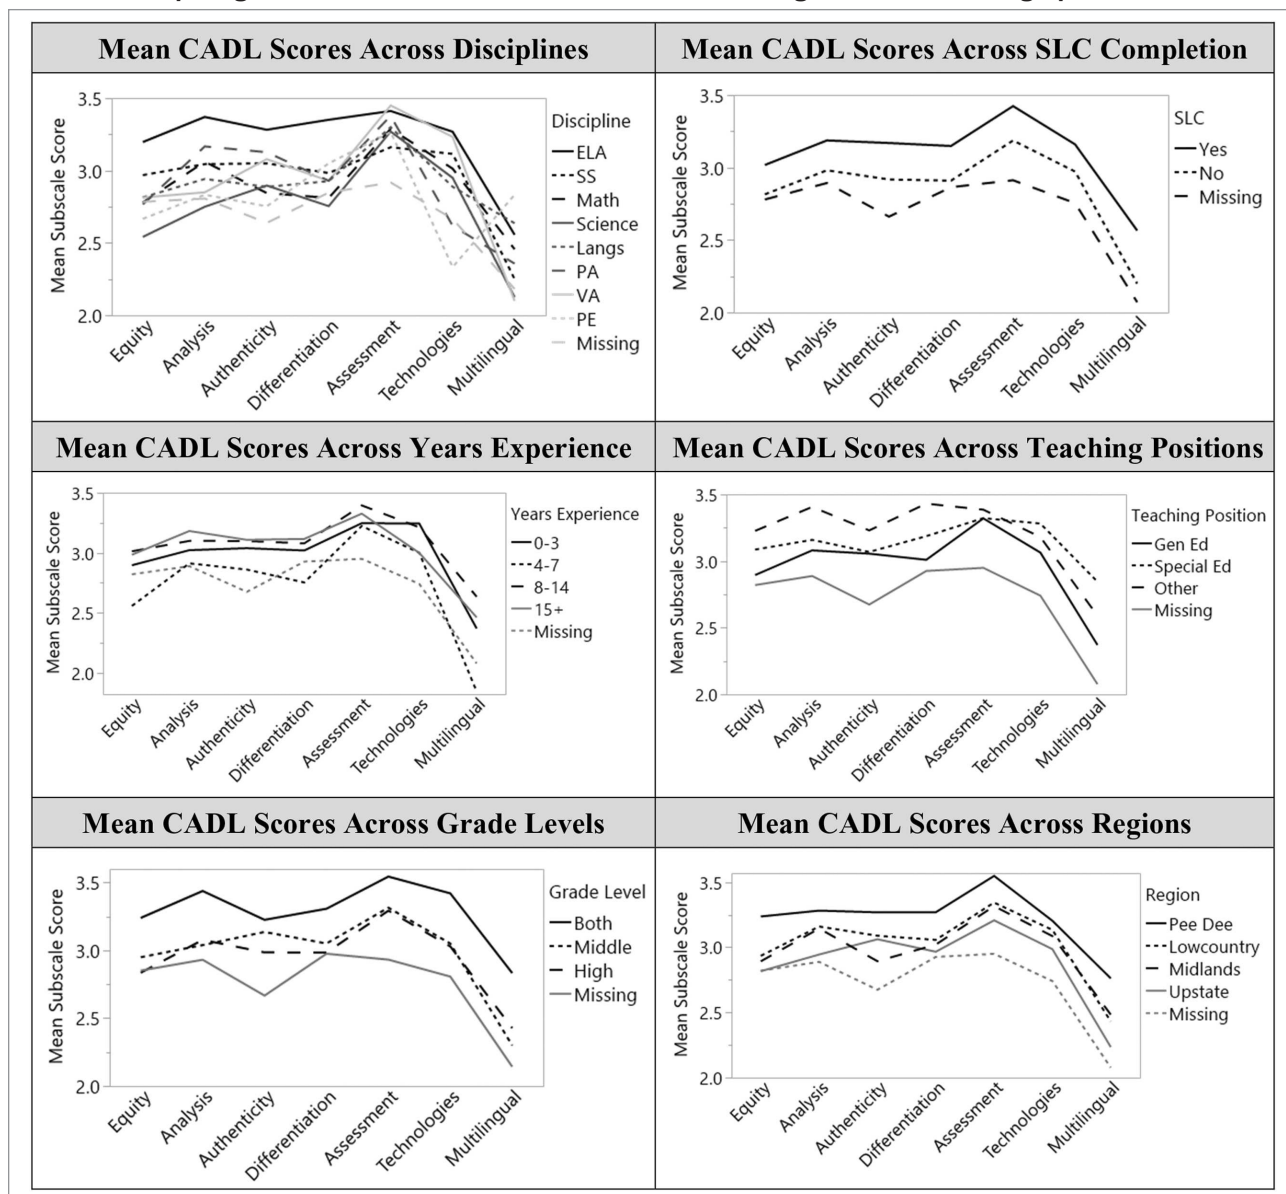 Mean CADL Scores Across Disciplines
3.5
3.0
2.5
2.0
Mean Subscale Score
Equity
Analysis
Authenticity
Differentiation
Assessment
Technologies
Multilingual
Discipline
ELA
SS
Math
Science
Langs
PA
VA
PE
Missing
Mean CADL Scores Across SLC Completion
3.5
3.0
2.5
2.0
Mean Subscale Score
Equity
Analysis
Authenticity
Differentiation
Assessment
Technologies
Multilingual
SLC
Yes
No
Missing
Mean CADL Scores Across Years Experience
3.5
3.0
2.5
2.0
Mean Subscale Score
Equity
Analysis
Authenticity
Differentiation
Assessment
Technologies
Multilingual
Years Experience
0-3
4-7
8-14
15+
Missing
Mean CADL Scores Across Teaching Positions
3.5
3.0
2.5
2.0
Mean Subscale Score
Equity
Analysis
Authenticity
Differentiation
Assessment
Technologies
Multilingual
Teaching Position
Gen Ed
Special Ed
Other
Missing
Mean CADL Scores Across Grade Levels
3.5
3.0
2.5
2.0
Mean Subscale Score
Equity
Analysis
Authenticity
Differentiation
Assessment
Technologies
Multilingual
Grade Level
Both
Middle
High
Missing
Mean CADL Scores Across Regions
3.5
3.0
2.5
2.0
Mean Subscale Score
Equity
Analysis
Authenticity
Differentiation
Assessment
Technologies
Multilingual
Region
Pee Dee
Lowcountry
Midlands
Upstate
Missing